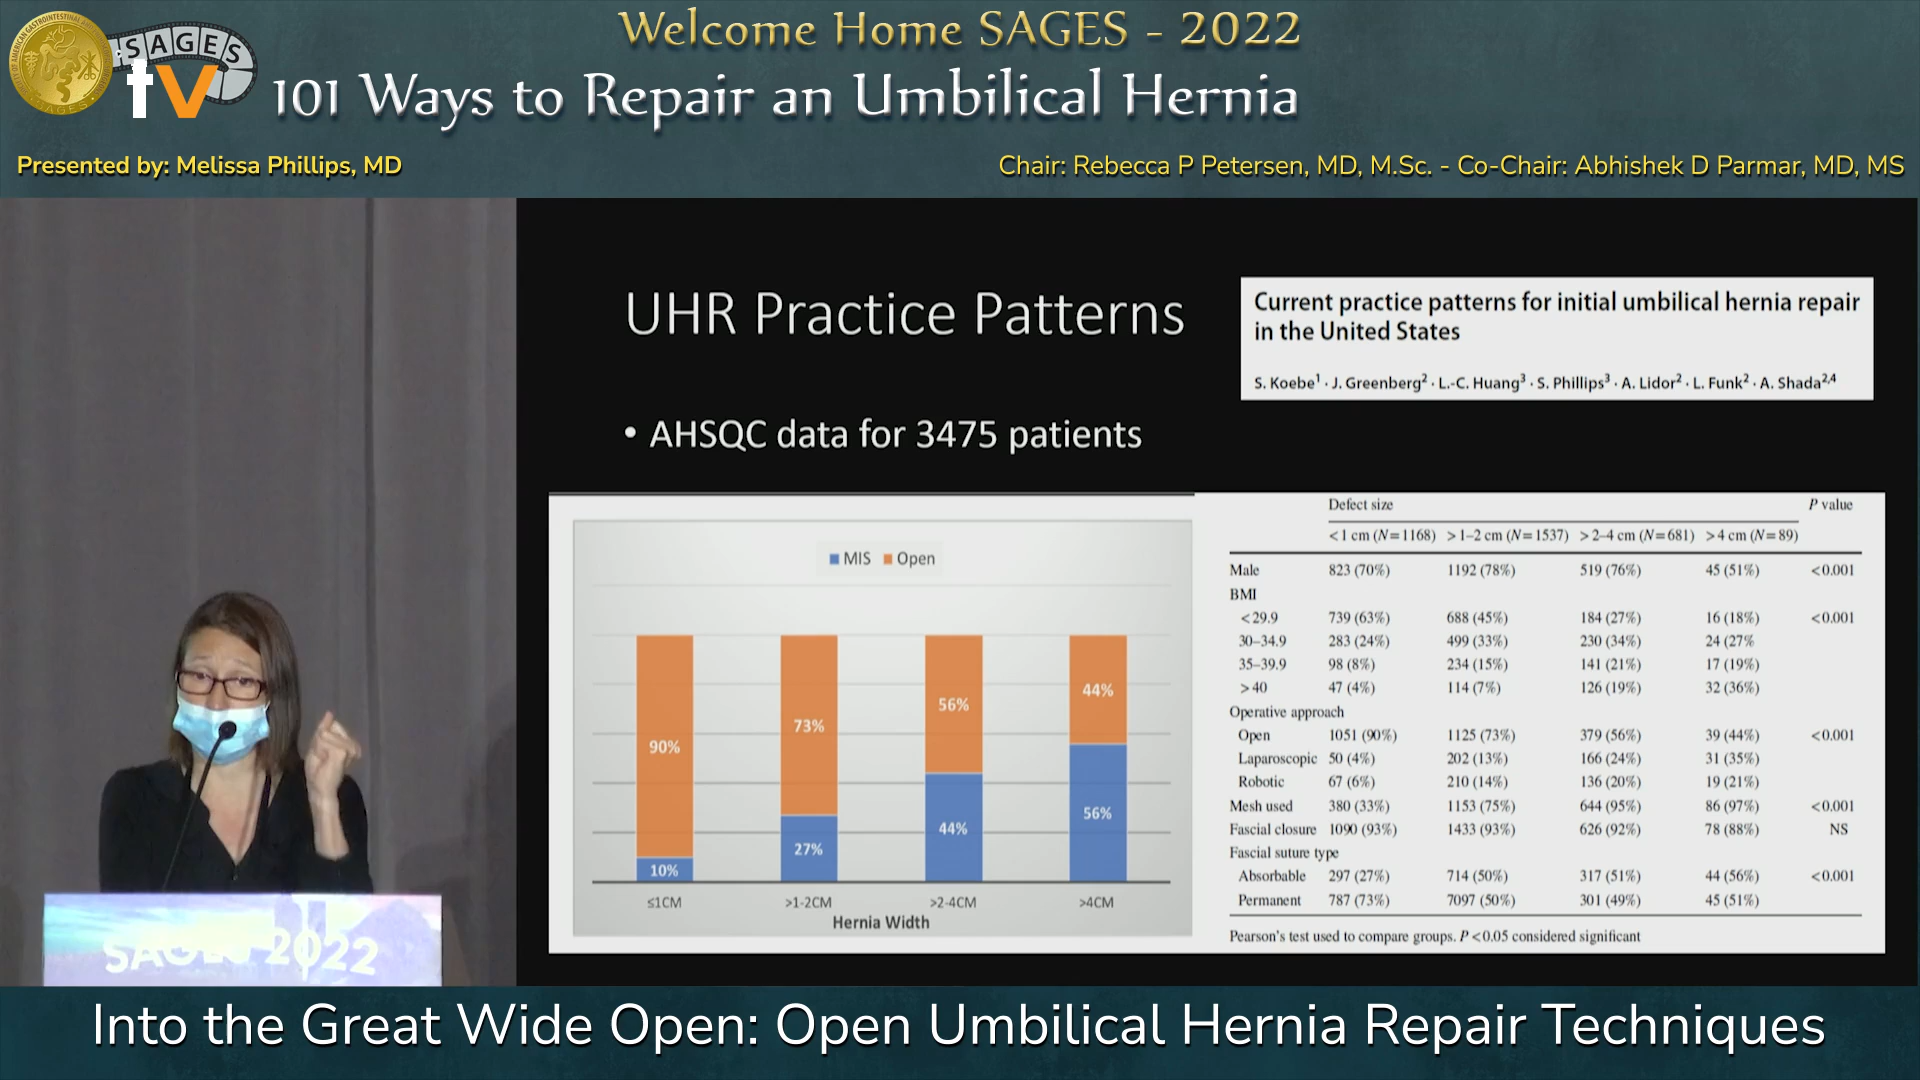 Welcome Home SAGES - 2022
SAGES
tv
101 Ways to Repair an Umbilical Hernia
Presented by: Melissa Phillips, MD
Chair: Rebecca P Petersen, MD, M.Sc. - Co-Chair: Abhishek D Parmar, MD, MS
UHR Practice Patterns
Current practice patterns for initial umbilical hernia repair
in the United States
S. Koebe1 · J. Greenberg2 · L.-C. Huang3 · S. Phillips3 · A. Lidor2 · L. Funk2 · A. Shada2,4
• AHSQC data for 3475 patients
MIS Open
90% 73% 56% 44%
10% 27% 44% 56%
≤1CM >1-2CM >2-4CM >4CM
Hernia Width
Defect size P value
<1 cm (N=1168) >1–2 cm (N=1537) >2–4 cm (N=681) >4 cm (N=89)
Male 823 (70%) 1192 (78%) 519 (76%) 45 (51%) <0.001
BMI
<29.9 739 (63%) 688 (45%) 184 (27%) 16 (18%) <0.001
30–34.9 283 (24%) 499 (33%) 230 (34%) 24 (27%
35–39.9 98 (8%) 234 (15%) 141 (21%) 17 (19%)
>40 47 (4%) 114 (7%) 126 (19%) 32 (36%)
Operative approach
Open 1051 (90%) 1125 (73%) 379 (56%) 39 (44%) <0.001
Laparoscopic 50 (4%) 202 (13%) 166 (24%) 31 (35%)
Robotic 67 (6%) 210 (14%) 136 (20%) 19 (21%)
Mesh used 380 (33%) 1153 (75%) 644 (95%) 86 (97%) <0.001
Fascial closure 1090 (93%) 1433 (93%) 626 (92%) 78 (88%) NS
Fascial suture type
Absorbable 297 (27%) 714 (50%) 317 (51%) 44 (56%) <0.001
Permanent 787 (73%) 7097 (50%) 301 (49%) 45 (51%)
Pearson's test used to compare groups. P <0.05 considered significant
SAGES 2022
Into the Great Wide Open: Open Umbilical Hernia Repair Techniques